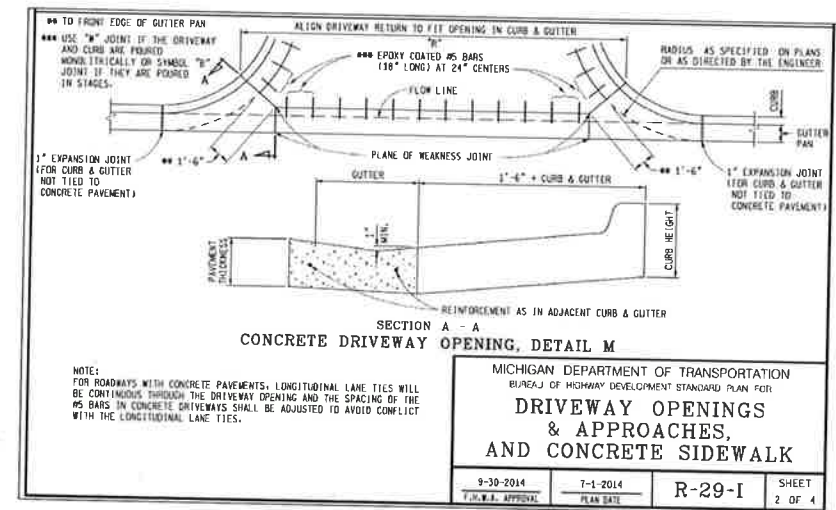 ** TO FRONT EDGE OF GUTTER PAN
*** USE "W" JOINT IF THE DRIVEWAY
AND CURB ARE POURED
MONOLITHICALLY OR SYMBOL "B"
JOINT IF THEY ARE POURED
IN STAGES.
ALIGN DRIVEWAY RETURN TO FIT OPENING IN CURB & GUTTER
"R"
*** EPOXY COATED #5 BARS
(18" LONG) AT 24" CENTERS
FLOW LINE
RADIUS AS SPECIFIED ON PLANS
OR AS DIRECTED BY THE ENGINEER
CURB
GUTTER
PAN
A
A
** 1'-6"
** 1'-6"
PLANE OF WEAKNESS JOINT
1" EXPANSION JOINT
(FOR CURB & GUTTER
NOT TIED TO
CONCRETE PAVEMENT)
1" EXPANSION JOINT
(FOR CURB & GUTTER
NOT TIED TO
CONCRETE PAVEMENT)
GUTTER
1'-6" + CURB & GUTTER
1"
MIN.
PAVEMENT
THICKNESS
CURB HEIGHT
REINFORCEMENT AS IN ADJACENT CURB & GUTTER
SECTION A - A
CONCRETE DRIVEWAY OPENING, DETAIL M
NOTE:
FOR ROADWAYS WITH CONCRETE PAVEMENTS, LONGITUDINAL LANE TIES WILL
BE CONTINUOUS THROUGH THE DRIVEWAY OPENING AND THE SPACING OF THE
#5 BARS IN CONCRETE DRIVEWAYS SHALL BE ADJUSTED TO AVOID CONFLICT
WITH THE LONGITUDINAL LANE TIES.
MICHIGAN DEPARTMENT OF TRANSPORTATION
BUREAU OF HIGHWAY DEVELOPMENT STANDARD PLAN FOR
DRIVEWAY OPENINGS
& APPROACHES,
AND CONCRETE SIDEWALK
9-30-2014
F.H.W.A. APPROVAL
7-1-2014
PLAN DATE
R-29-I
SHEET
2 OF 4